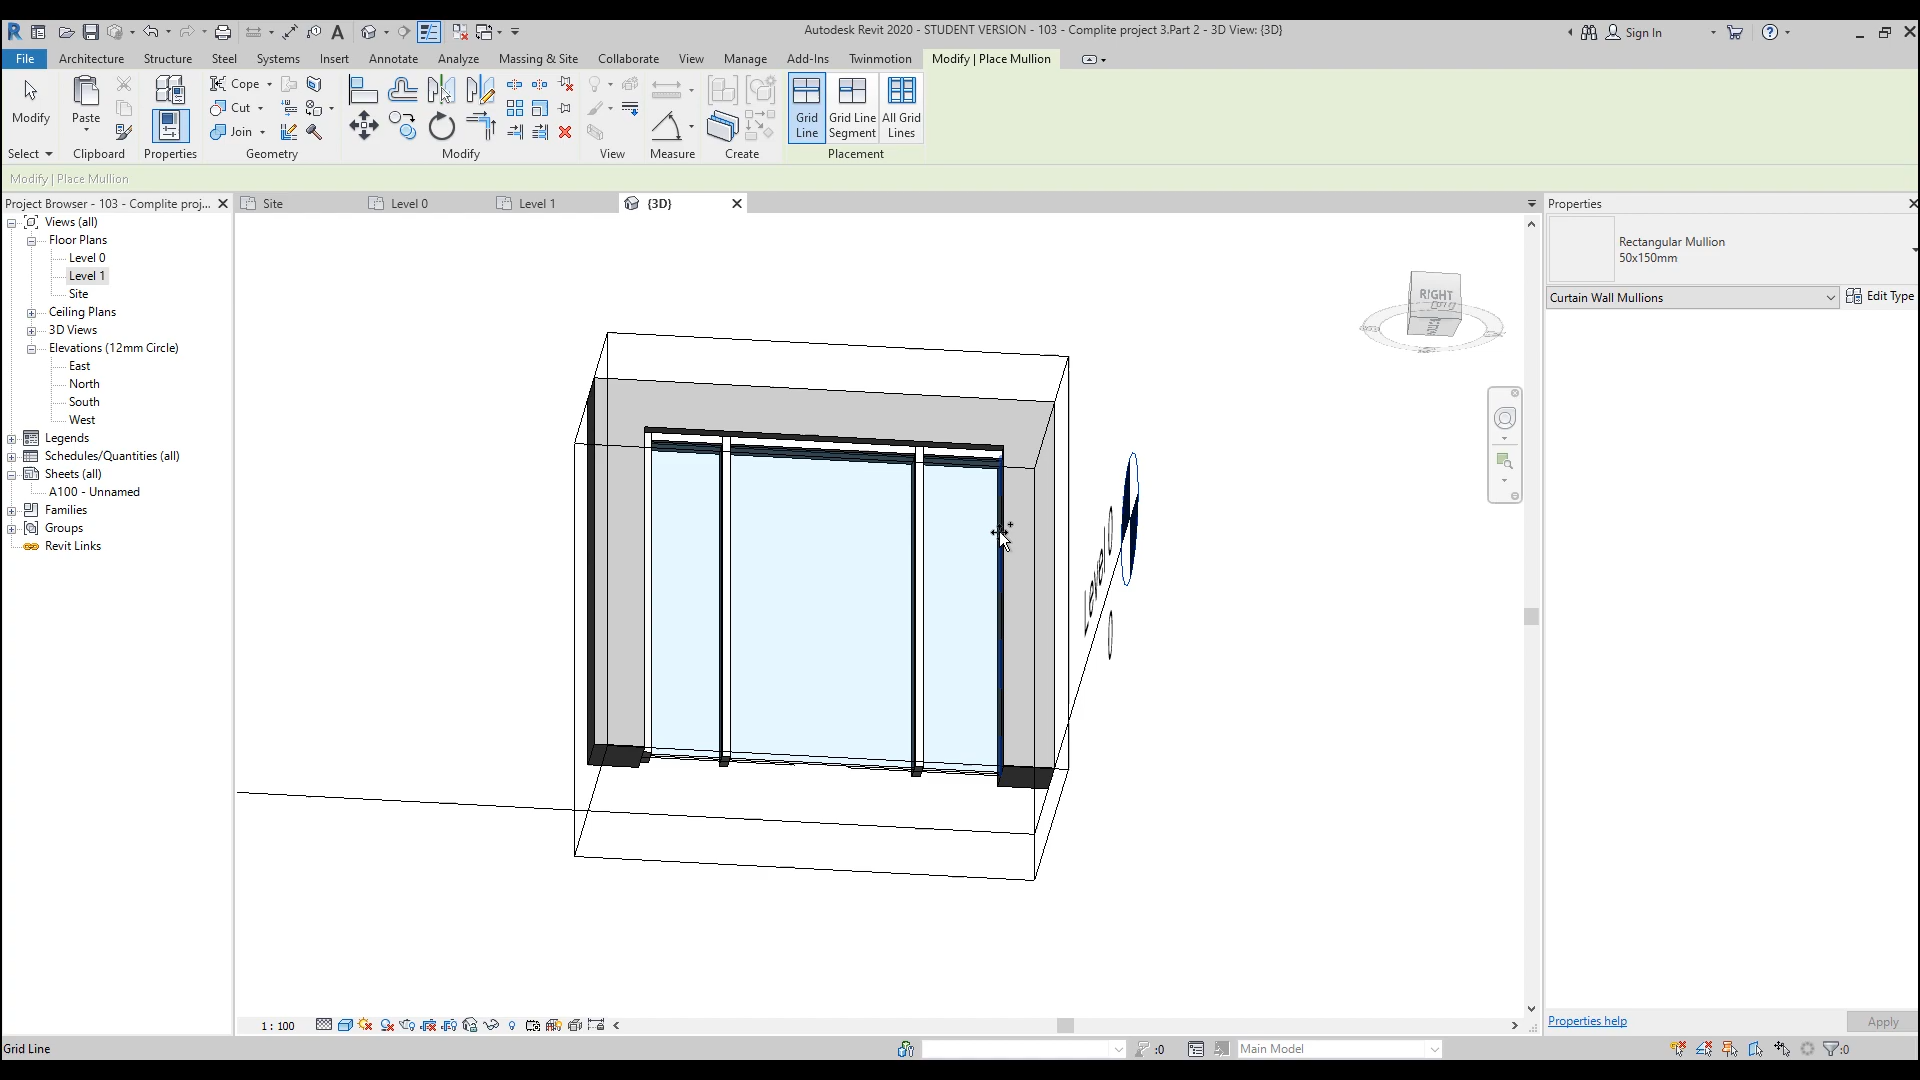 Autodesk Revit 2020 - STUDENT VERSION - 103 - Complite project 3.Part 2 - 3D View: {3D}
Sign In
File Architecture Structure Steel Systems Insert Annotate Analyze Massing & Site Collaborate View Manage Add-Ins Twinmotion Modify | Place Mullion
Modify Paste Cope Cut Join Grid Line Grid Line Segment All Grid Lines
Select Clipboard Properties Geometry Modify View Measure Create Placement
Modify | Place Mullion
Project Browser - 103 - Complite proj...
Site Level 0 Level 1 {3D}
Properties
Views (all)
Floor Plans
Level 0
Level 1
Site
Ceiling Plans
3D Views
Elevations (12mm Circle)
East
North
South
West
Legends
Schedules/Quantities (all)
Sheets (all)
A100 - Unnamed
Families
Groups
Revit Links
RIGHT
Level 0
0
Rectangular Mullion
50x150mm
Curtain Wall Mullions
Edit Type
Properties help
Apply
1 : 100
Grid Line
:0
Main Model
:0